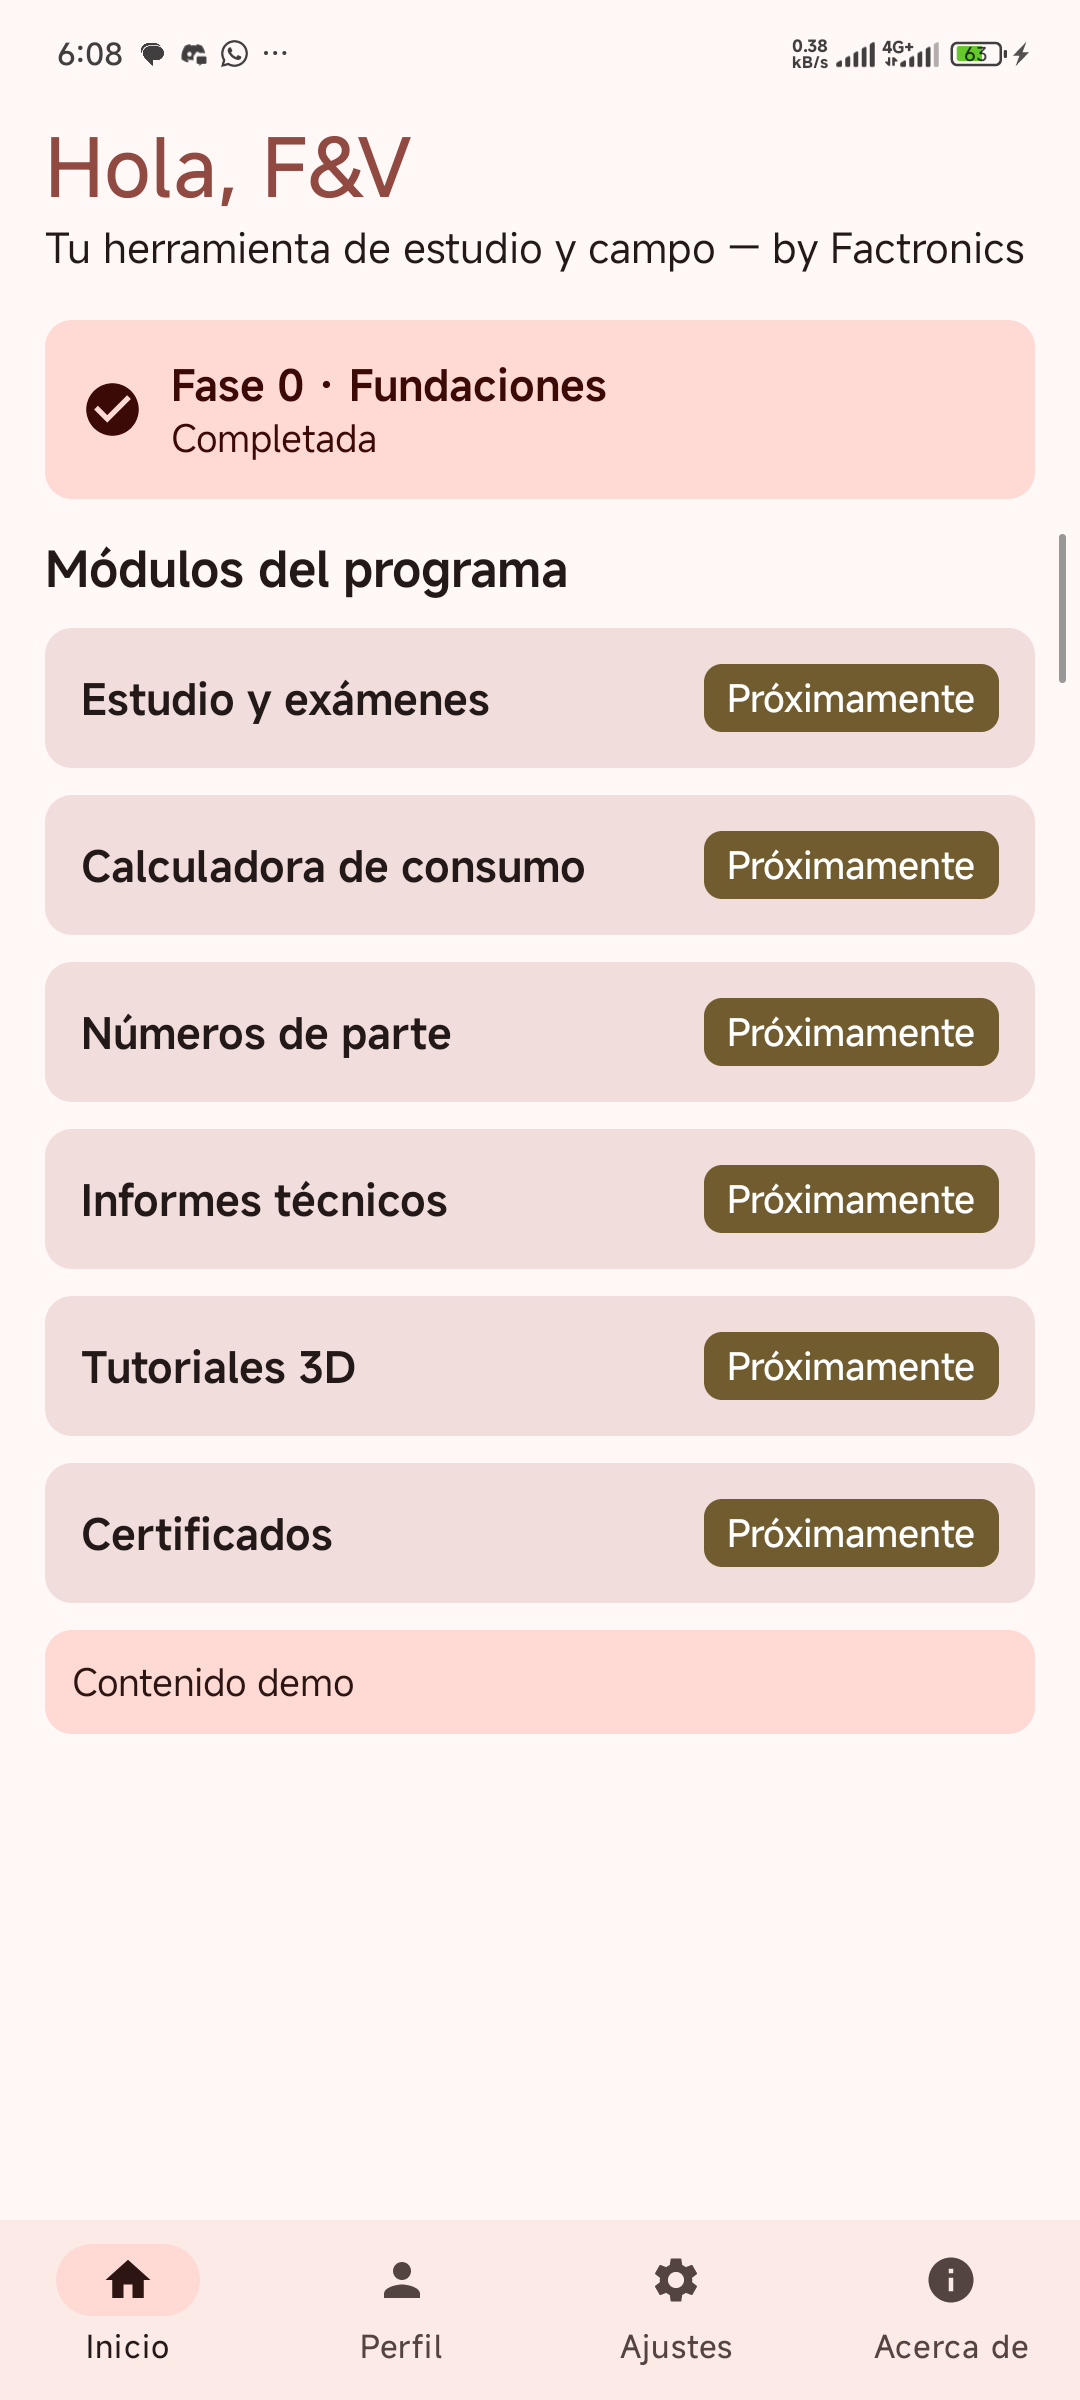 6:08
0.38 kB/s
4G+
63
Hola, F&V
Tu herramienta de estudio y campo — by Factronics
Fase 0 · Fundaciones
Completada
Módulos del programa
Estudio y exámenes
Próximamente
Calculadora de consumo
Próximamente
Números de parte
Próximamente
Informes técnicos
Próximamente
Tutoriales 3D
Próximamente
Certificados
Próximamente
Contenido demo
Inicio
Perfil
Ajustes
Acerca de